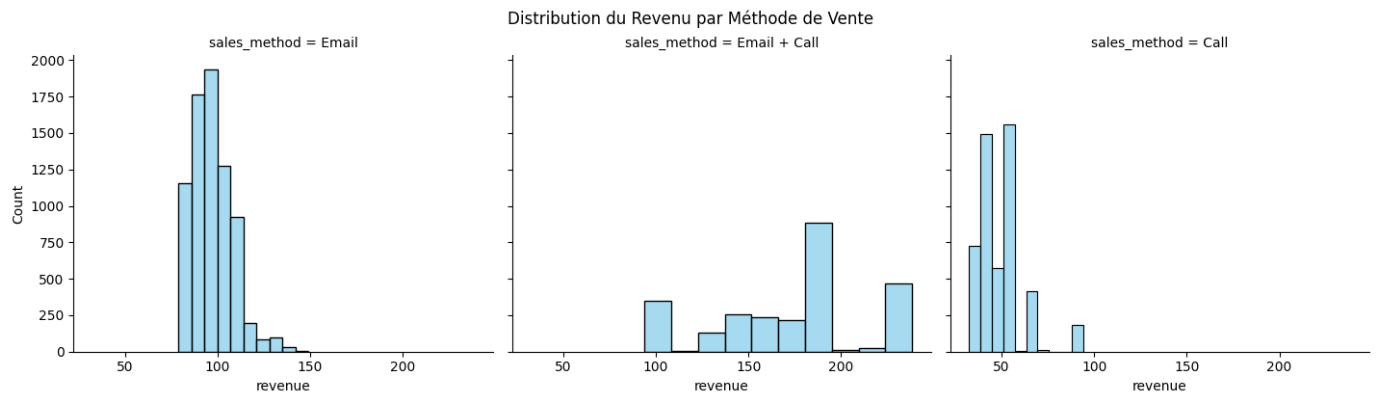 Distribution du Revenu par Méthode de Vente
sales_method = Email
sales_method = Email + Call
sales_method = Call
Count
2000
1750
1500
1250
1000
750
500
250
0
50 100 150 200
50 100 150 200
50 100 150 200
revenue
revenue
revenue